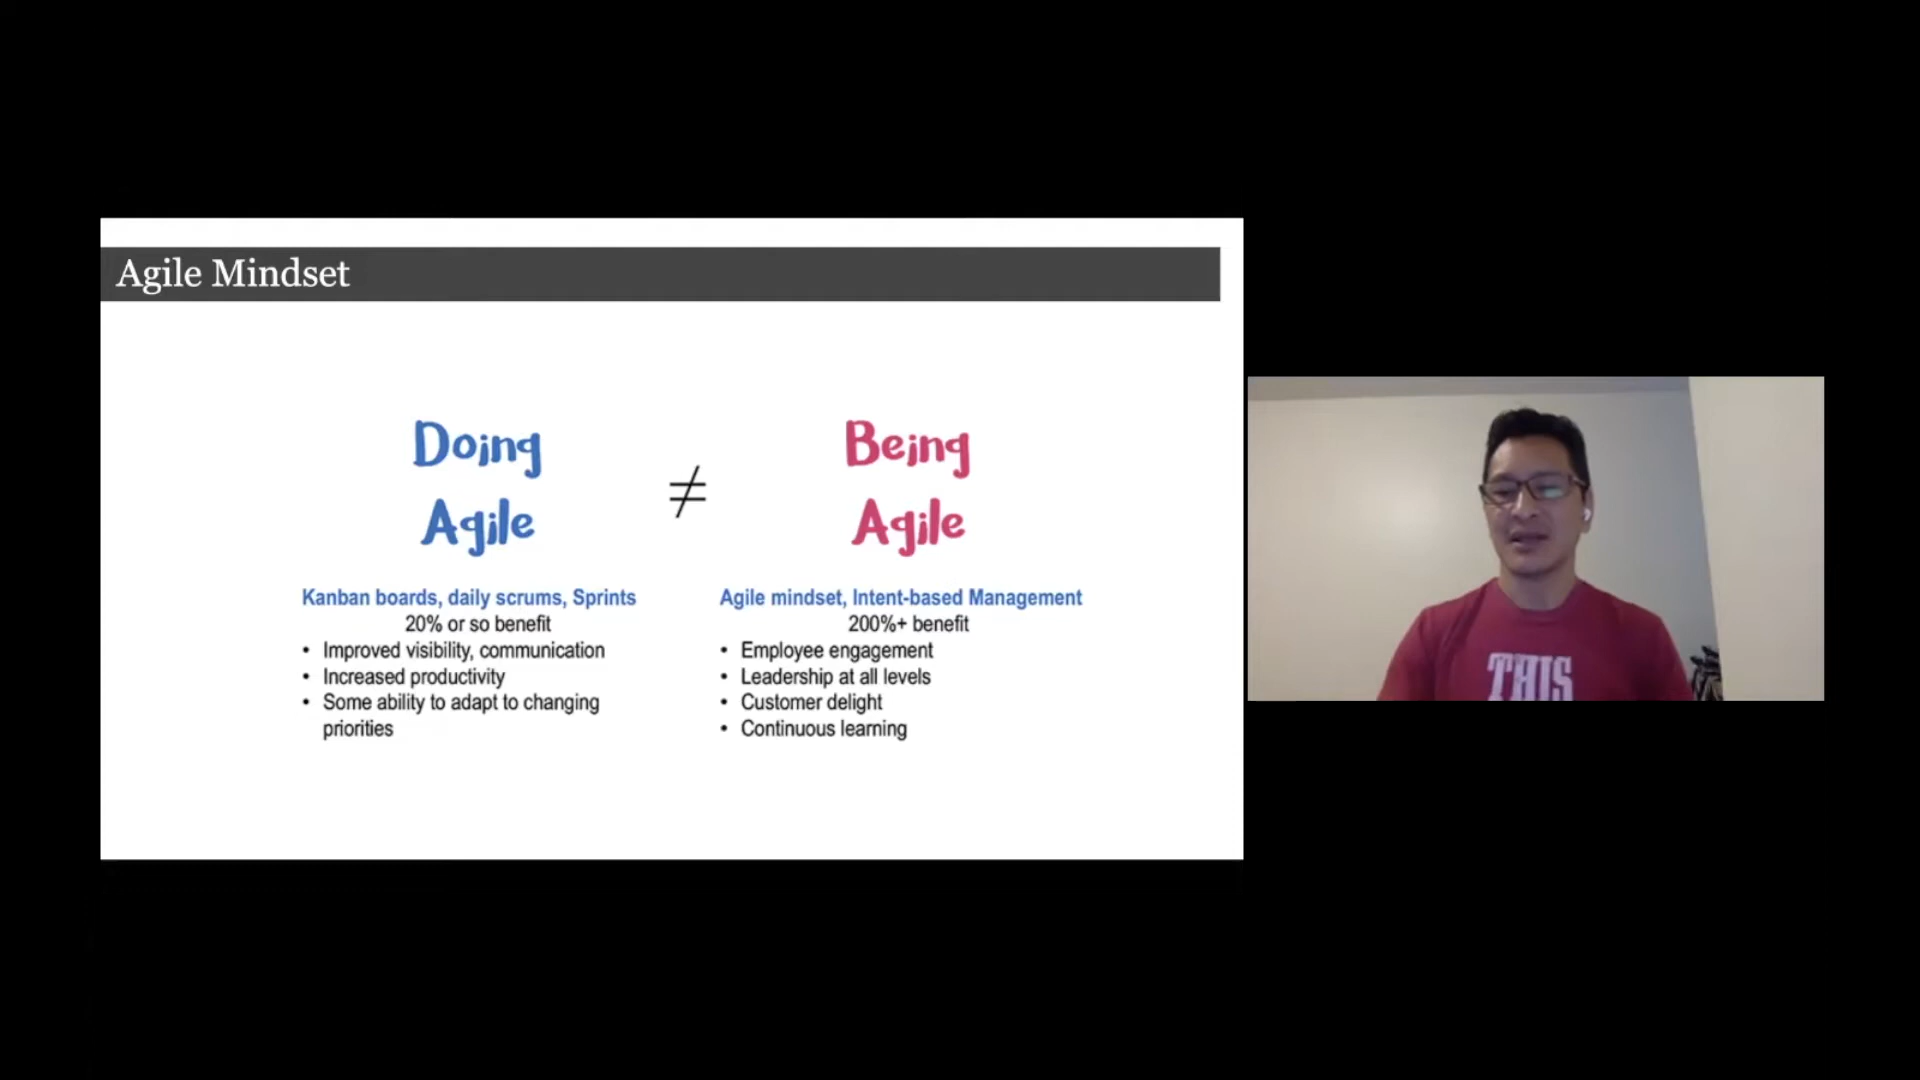 Agile Mindset
Doing
Agile
≠
Being
Agile
Kanban boards, daily scrums, Sprints
20% or so benefit
• Improved visibility, communication
• Increased productivity
• Some ability to adapt to changing
priorities
Agile mindset, Intent-based Management
200%+ benefit
• Employee engagement
• Leadership at all levels
• Customer delight
• Continuous learning
THIS